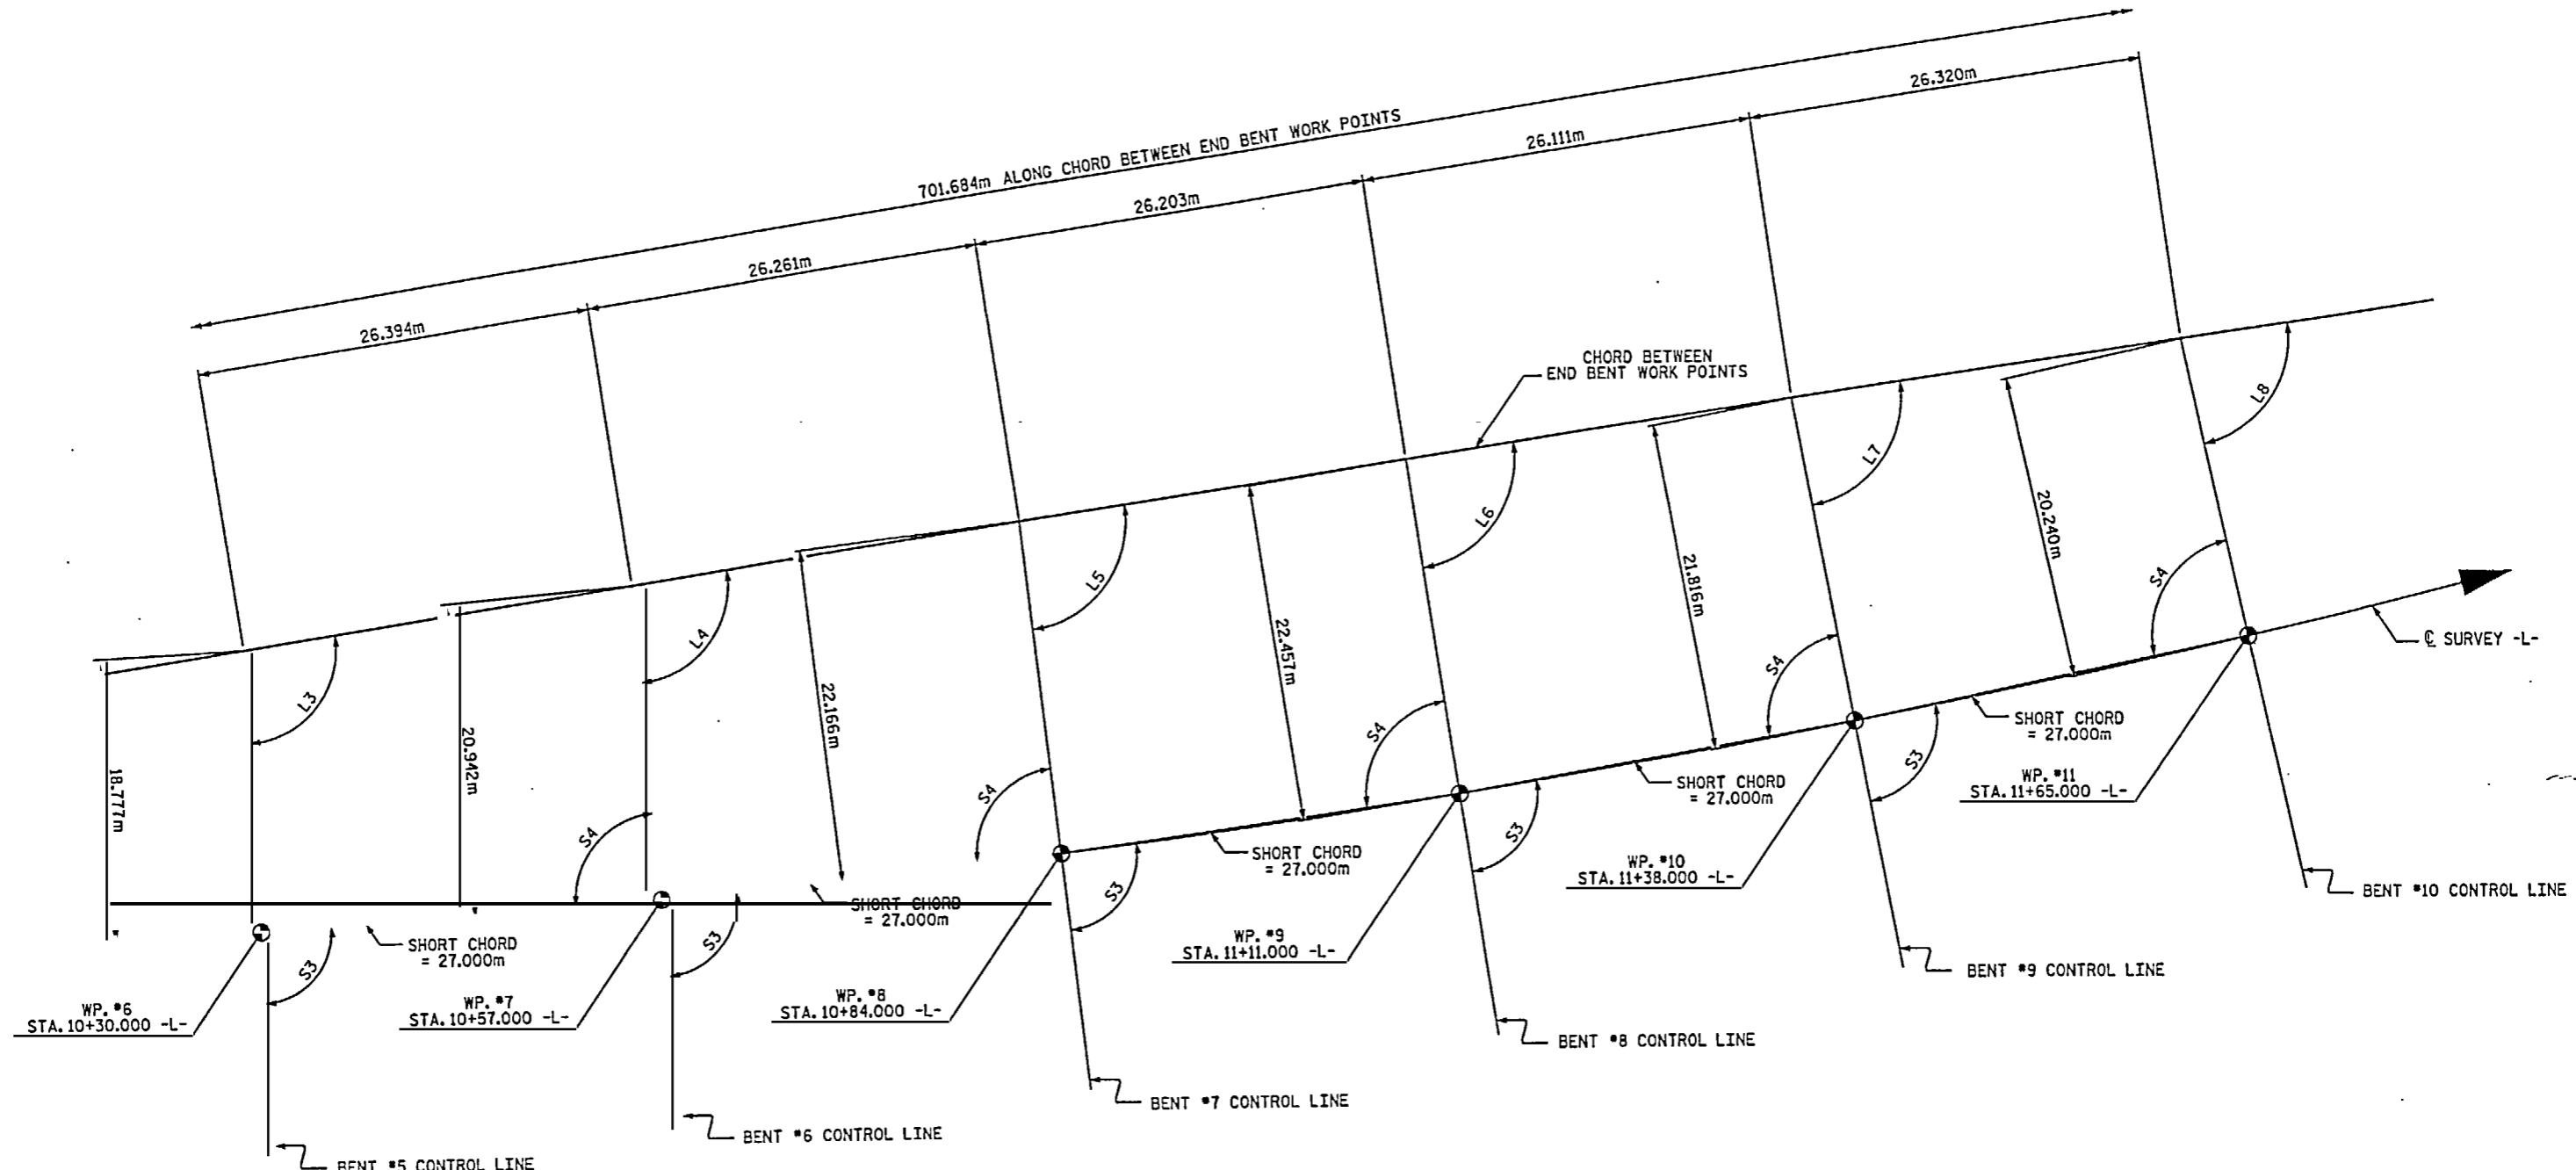 701.684m ALONG CHORD BETWEEN END BENT WORK POINTS
26.394m
26.261m
26.203m
26.111m
26.320m
CHORD BETWEEN
END BENT WORK POINTS
L3
L4
L5
L6
L7
L8
18.777m
20.942m
22.166m
22.457m
21.816m
20.240m
S4
S4
S4
S4
S4
S3
S3
S3
S3
S3
SHORT CHORD
= 27.000m
SHORT CHORD
= 27.000m
SHORT CHORD
= 27.000m
SHORT CHORD
= 27.000m
SHORT CHORD
= 27.000m
℄ SURVEY -L-
WP. #6
STA. 10+30.000 -L-
WP. #7
STA. 10+57.000 -L-
WP. #8
STA. 10+84.000 -L-
WP. #9
STA. 11+11.000 -L-
WP. #10
STA. 11+38.000 -L-
WP. #11
STA. 11+65.000 -L-
BENT #5 CONTROL LINE
BENT #6 CONTROL LINE
BENT #7 CONTROL LINE
BENT #8 CONTROL LINE
BENT #9 CONTROL LINE
BENT #10 CONTROL LINE